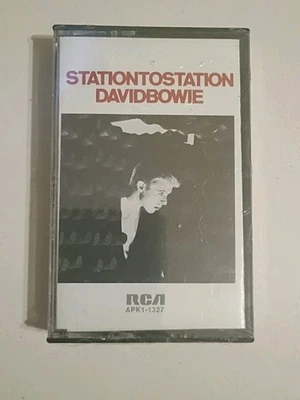 STATIONTOSTATION
DAVIDBOWIE
RCA
APK1-1327